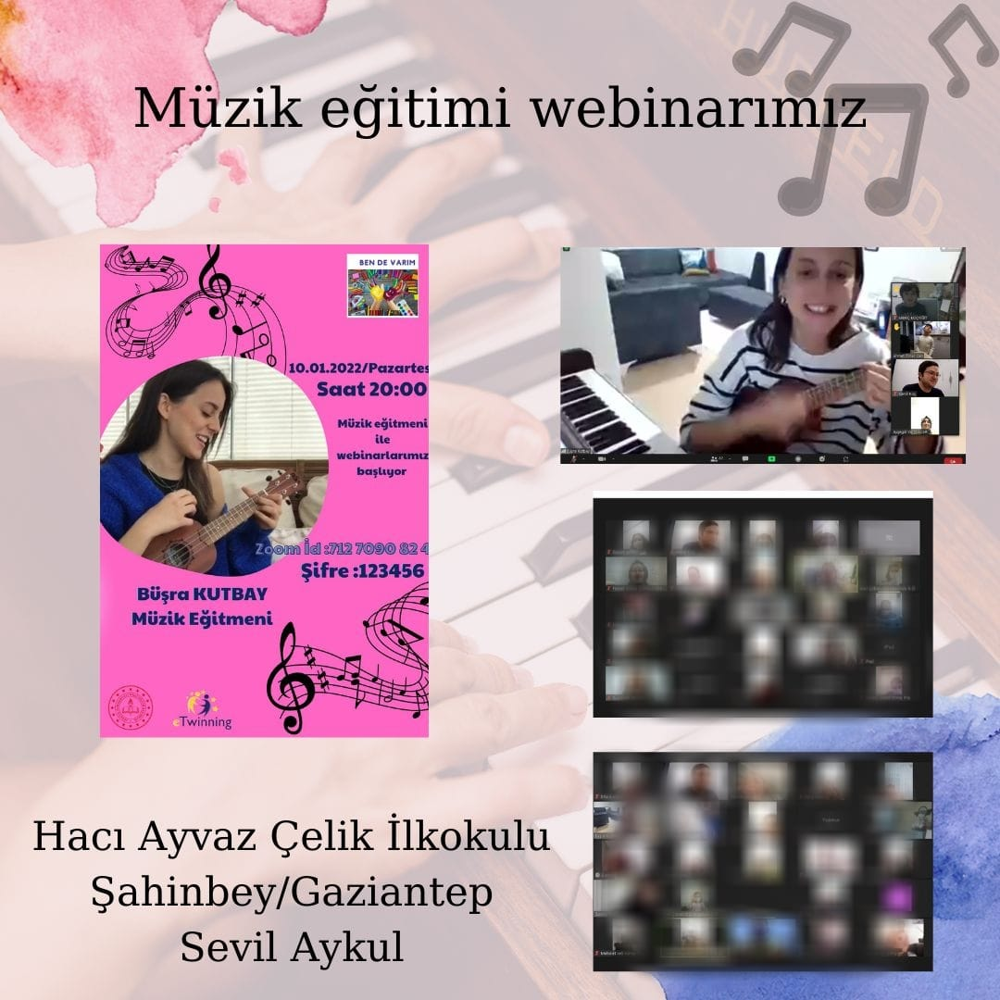 Müzik eğitimi webinarımız
BEN DE VARIM
10.01.2022/Pazartes
Saat 20:00
Müzik eğitmeni
ile
webinarlarımız
başlıyor
Zoom İd :712 7090 82 4
Şifre :123456
Büşra KUTBAY
Müzik Eğitmeni
eTwinning
Hacı Ayvaz Çelik İlkokulu
Şahinbey/Gaziantep
Sevil Aykul